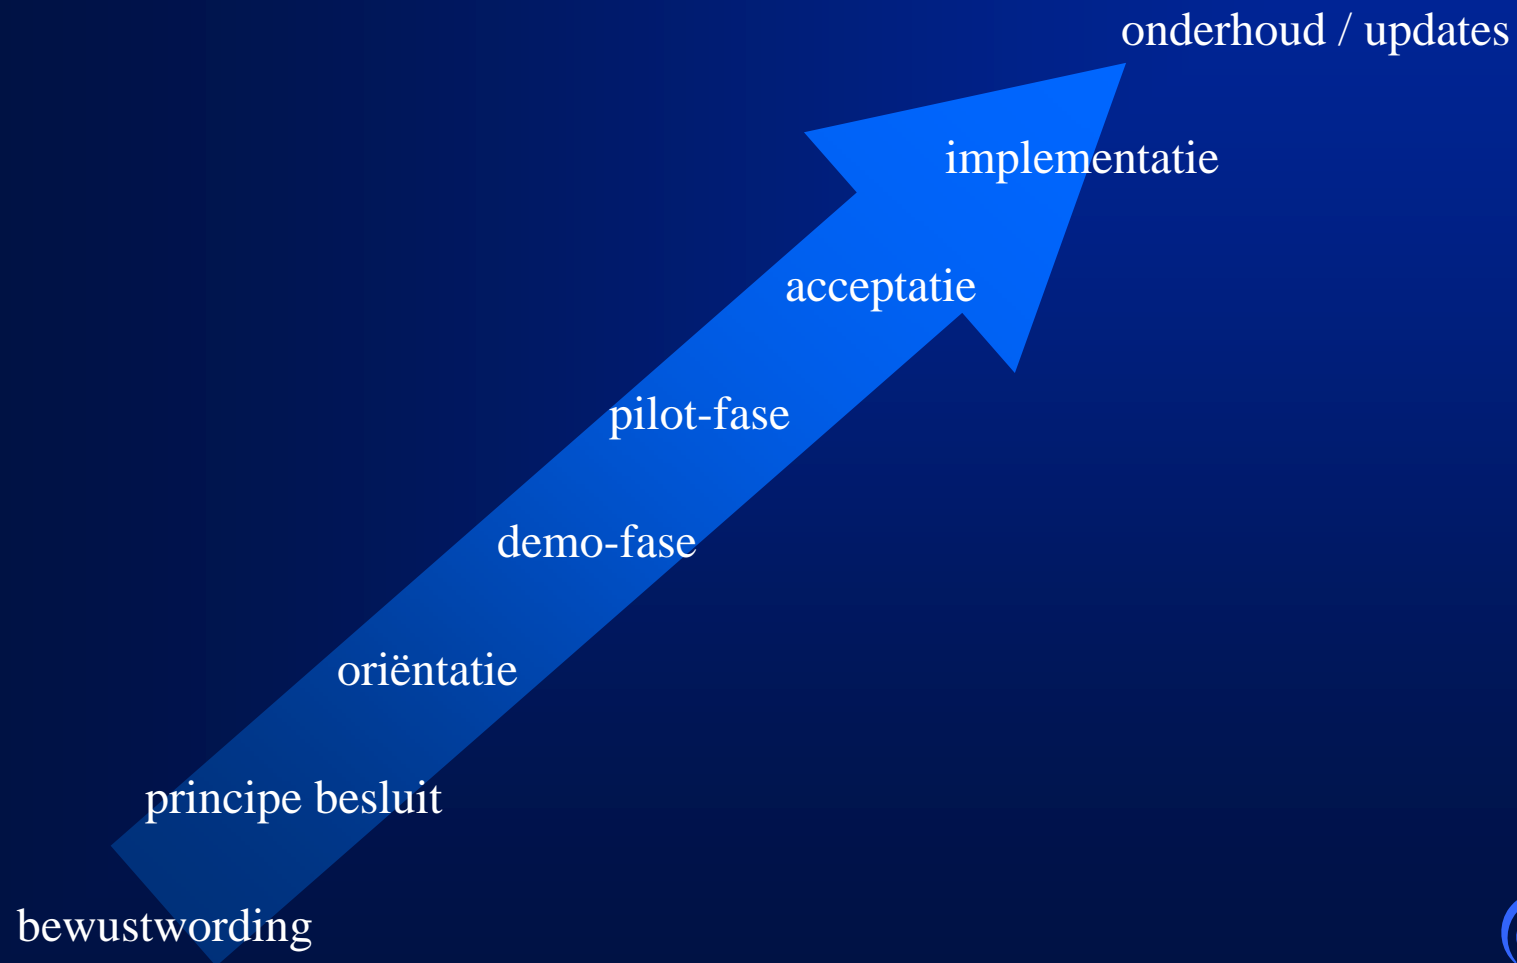 onderhoud / updates
implementatie
acceptatie
pilot-fase
demo-fase
oriëntatie
principe besluit
bewustwording